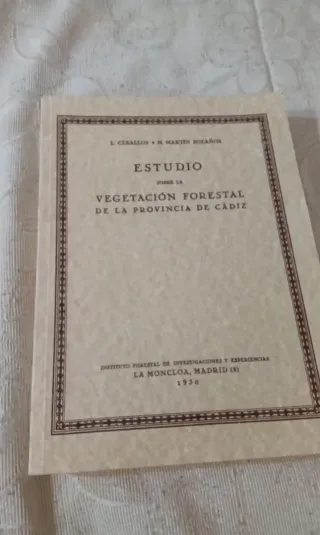 L. CEBALLOS Y M. MARTÍN BOLAÑOS
ESTUDIO
SOBRE LA
VEGETACIÓN FORESTAL
DE LA PROVINCIA DE CÁDIZ
INSTITUTO FORESTAL DE INVESTIGACIONES Y EXPERIENCIAS
LA MONCLOA, MADRID (8)
1930